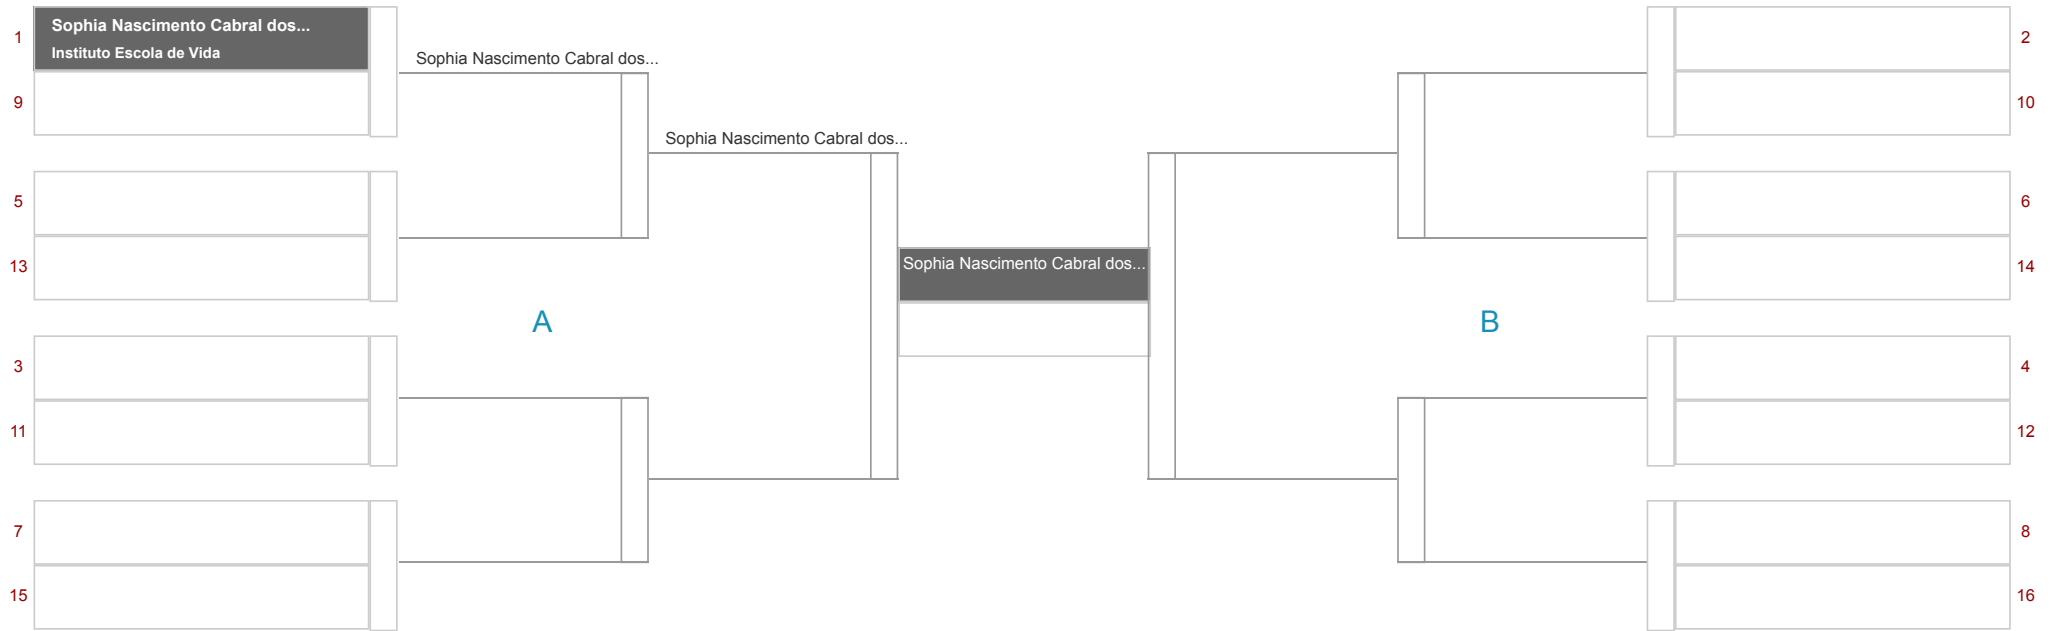 1
Sophia Nascimento Cabral dos...
Instituto Escola de Vida
9
5
13
3
11
7
15
Sophia Nascimento Cabral dos...
Sophia Nascimento Cabral dos...
A
Sophia Nascimento Cabral dos...
B
2
10
6
14
4
12
8
16